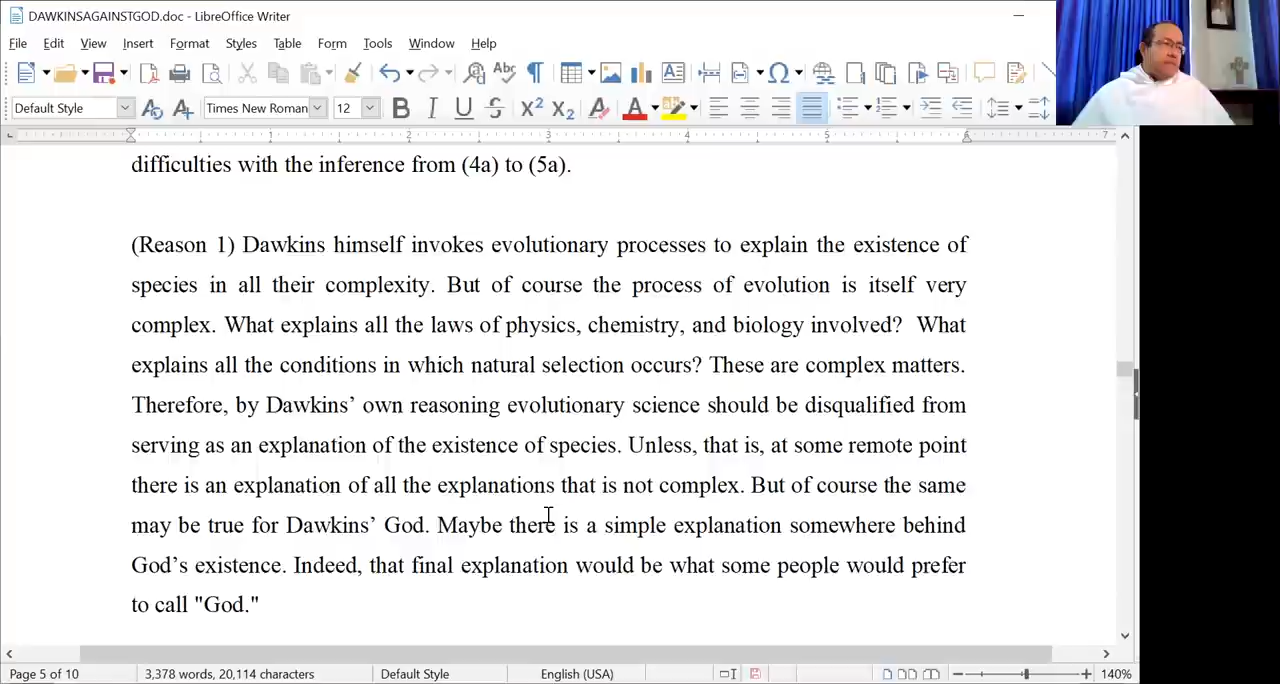 DAWKINSAGAINSTGOD.doc - LibreOffice Writer
File Edit View Insert Format Styles Table Form Tools Window Help
Default Style Times New Roman 12
1 2 3 4 5 6 7
difficulties with the inference from (4a) to (5a).
(Reason 1) Dawkins himself invokes evolutionary processes to explain the existence of
species in all their complexity. But of course the process of evolution is itself very
complex. What explains all the laws of physics, chemistry, and biology involved? What
explains all the conditions in which natural selection occurs? These are complex matters.
Therefore, by Dawkins’ own reasoning evolutionary science should be disqualified from
serving as an explanation of the existence of species. Unless, that is, at some remote point
there is an explanation of all the explanations that is not complex. But of course the same
may be true for Dawkins’ God. Maybe there is a simple explanation somewhere behind
God’s existence. Indeed, that final explanation would be what some people would prefer
to call "God."
Page 5 of 10 3,378 words, 20,114 characters Default Style English (USA) 140%